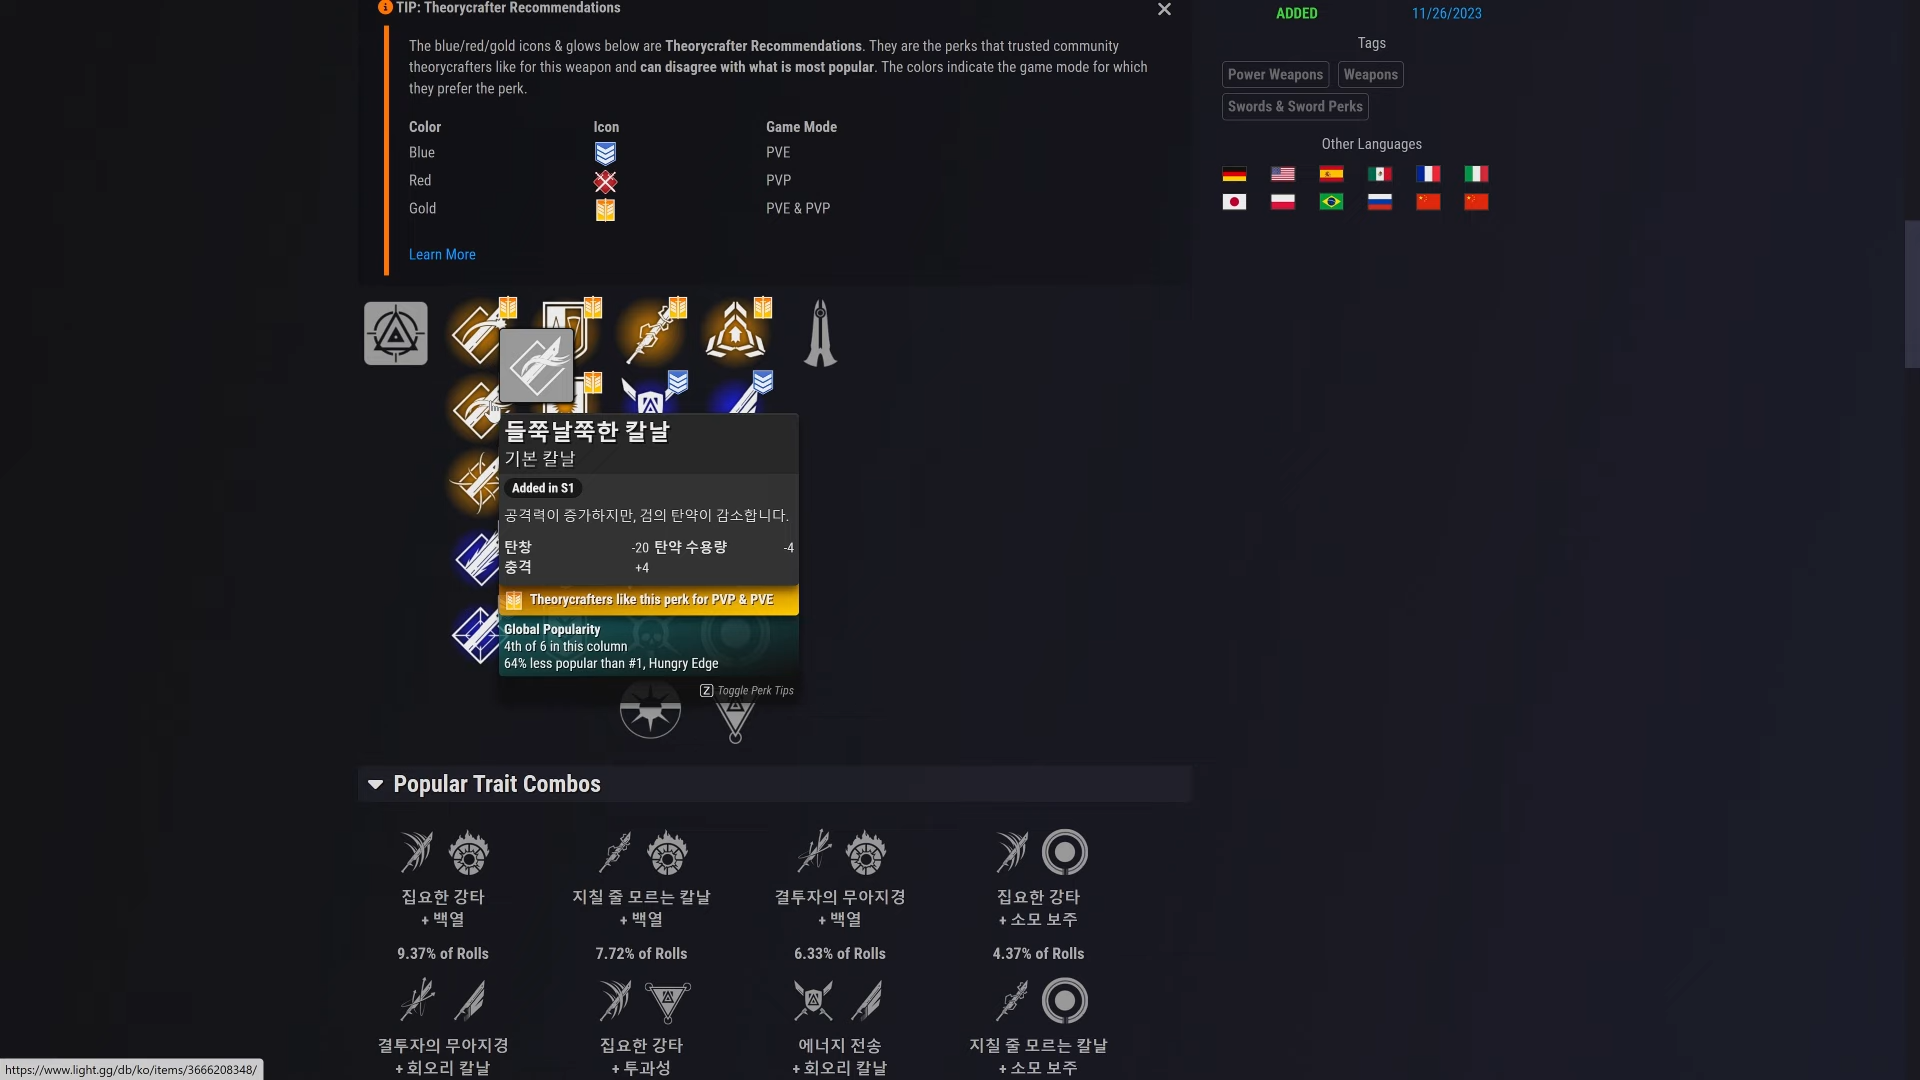 TIP: Theorycrafter Recommendations
The blue/red/gold icons & glows below are Theorycrafter Recommendations. They are the perks that trusted community
theorycrafters like for this weapon and can disagree with what is most popular. The colors indicate the game mode for which
they prefer the perk.
Color Icon Game Mode
Blue PVE
Red PVP
Gold PVE & PVP
Learn More
ADDED 11/26/2023
Tags
Power Weapons Weapons
Swords & Sword Perks
Other Languages
들쭉날쭉한 칼날
기본 칼날
Added in S1
공격력이 증가하지만, 검의 탄약이 감소합니다.
탄창 -20 탄약 수용량 -4
충격 +4
Theorycrafters like this perk for PVP & PVE
Global Popularity
4th of 6 in this column
64% less popular than #1, Hungry Edge
Z Toggle Perk Tips
Popular Trait Combos
집요한 강타
+ 백열
9.37% of Rolls
지칠 줄 모르는 칼날
+ 백열
7.72% of Rolls
결투자의 무아지경
+ 백열
6.33% of Rolls
집요한 강타
+ 소모 보주
4.37% of Rolls
결투자의 무아지경
+ 회오리 칼날
집요한 강타
+ 투과성
에너지 전송
+ 회오리 칼날
지칠 줄 모르는 칼날
+ 소모 보주
https://www.light.gg/db/ko/items/3666208348/